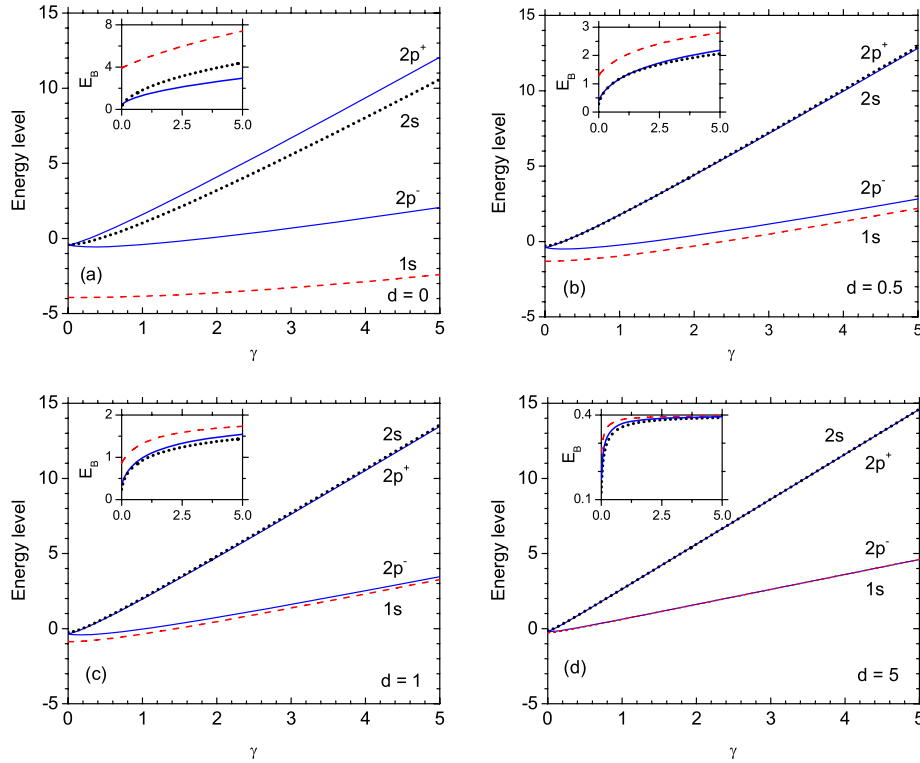 8
4
0
E_B
0.0 2.5 5.0
15
10
5
0
-5
Energy level
2p^+
2s
2p^-
1s
(a)
d = 0
0 1 2 3 4 5
γ
3
2
1
0
E_B
0.0 2.5 5.0
15
10
5
0
-5
Energy level
2p^+
2s
2p^-
1s
(b)
d = 0.5
0 1 2 3 4 5
γ
2
1
0
E_B
0.0 2.5 5.0
15
10
5
0
-5
Energy level
2s
2p^+
2p^-
1s
(c)
d = 1
0 1 2 3 4 5
γ
0.4
0.1
E_B
0.0 2.5 5.0
15
10
5
0
-5
Energy level
2s
2p^+
2p^-
1s
(d)
d = 5
0 1 2 3 4 5
γ